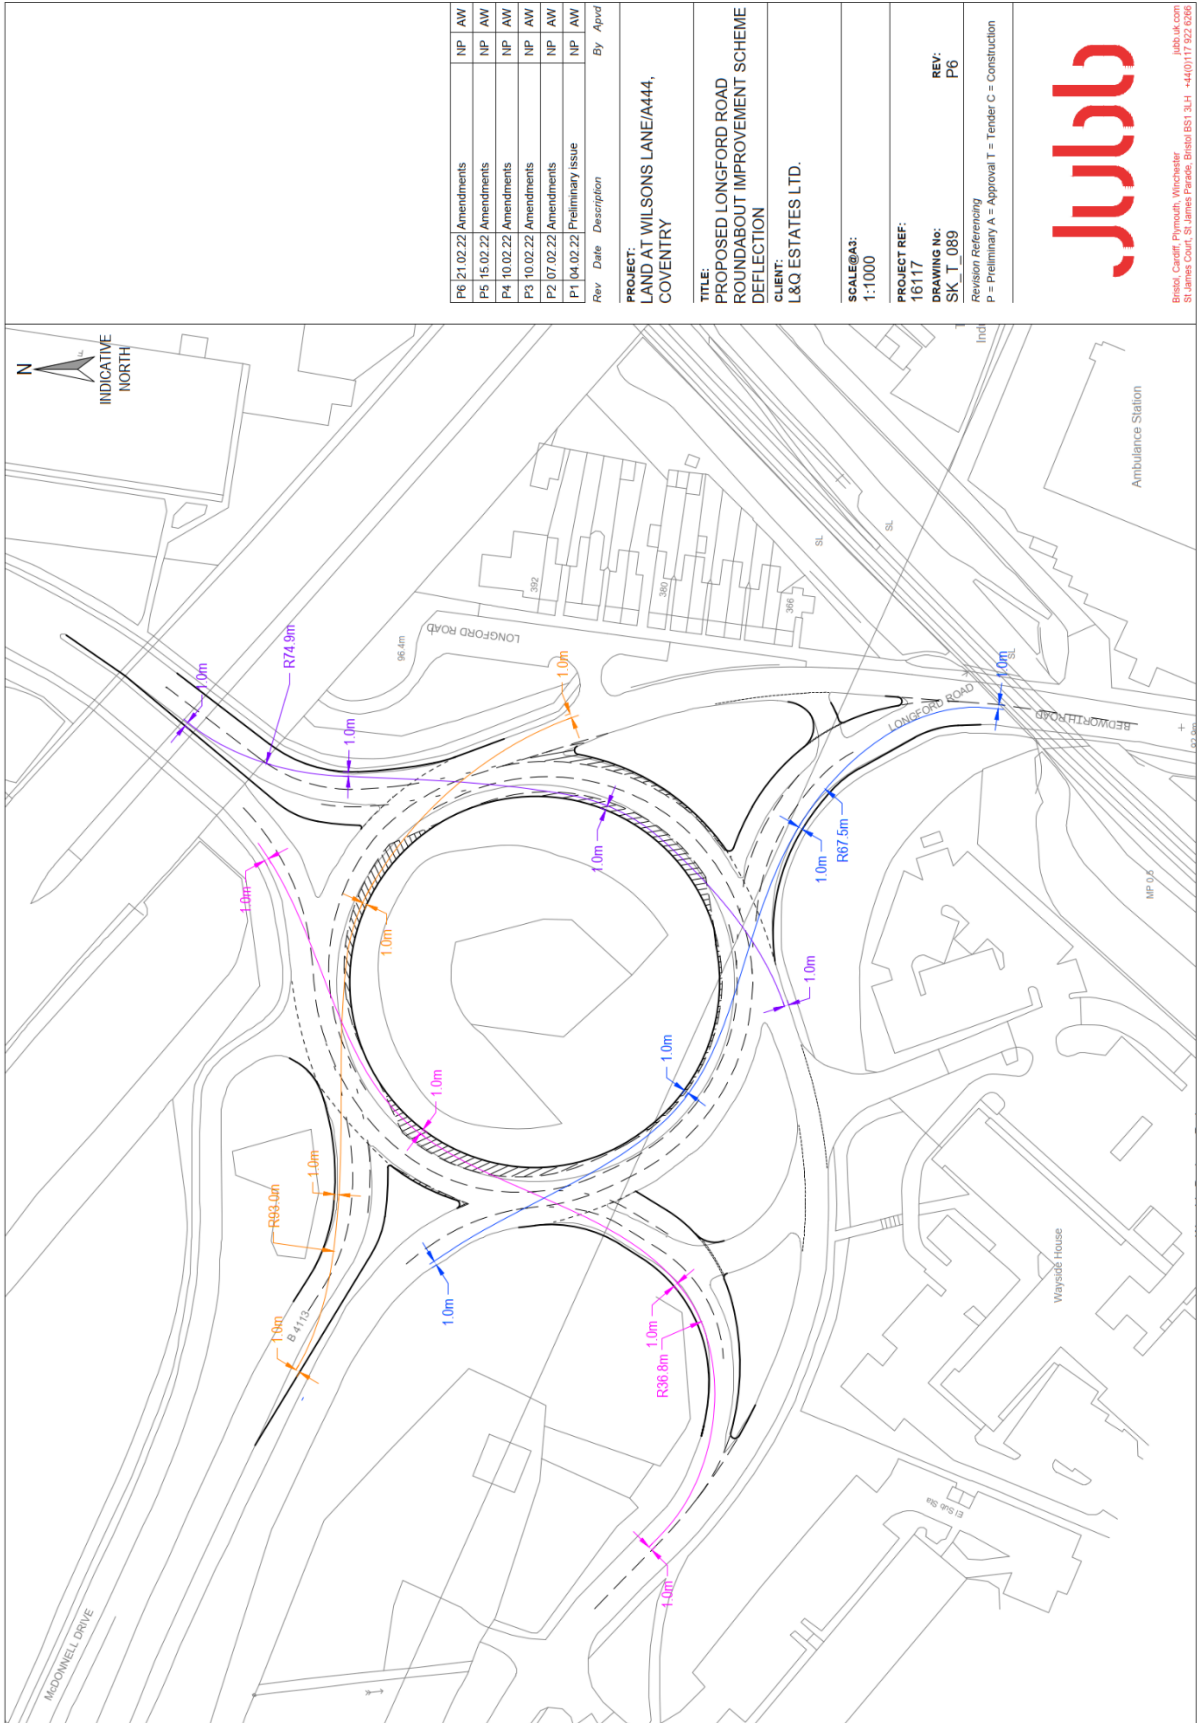 P6 21.02.22 Amendments NP AW
P5 15.02.22 Amendments NP AW
P4 10.02.22 Amendments NP AW
P3 10.02.22 Amendments NP AW
P2 07.02.22 Amendments NP AW
P1 04.02.22 Preliminary issue NP AW
Rev Date Description By Apvd
PROJECT:
LAND AT WILSONS LANE/A444,
COVENTRY
TITLE:
PROPOSED LONGFORD ROAD
ROUNDABOUT IMPROVEMENT SCHEME
DEFLECTION
CLIENT:
L&Q ESTATES LTD.
SCALE@A3:
1:1000
PROJECT REF:
16117
DRAWING No: REV:
SK_T_089 P6
Revision Referencing
P = Preliminary A = Approval T = Tender C = Construction
Jubb
Bristol, Cardiff, Plymouth, Winchester jubb.uk.com
St James Court, St James Parade, Bristol BS1 3LH +44(0)117 922 6266
N
INDICATIVE
NORTH
McDONNELL DRIVE
B 4113
1.0m
R93.0m
1.0m
1.0m
1.0m
1.0m
1.0m
R74.9m
1.0m
1.0m
1.0m
1.0m
1.0m
1.0m
R36.8m
1.0m
1.0m
1.0m
1.0m
R67.5m
1.0m
96.4m
LONGFORD ROAD
392
380
366
SL
SL
SL
LONGFORD ROAD
BEDWORTH ROAD
92.9m
MP 0.5
Ambulance Station
Wayside House
El Sub Sta